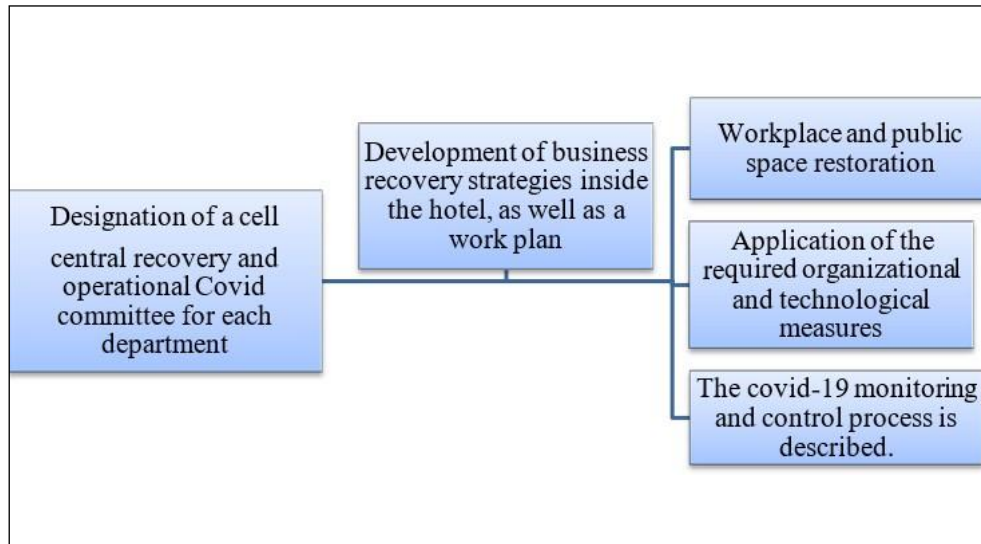 Designation of a cell
central recovery and
operational Covid
committee for each
department
Development of business
recovery strategies inside
the hotel, as well as a
work plan
Workplace and public
space restoration
Application of the
required organizational
and technological
measures
The covid-19 monitoring
and control process is
described.